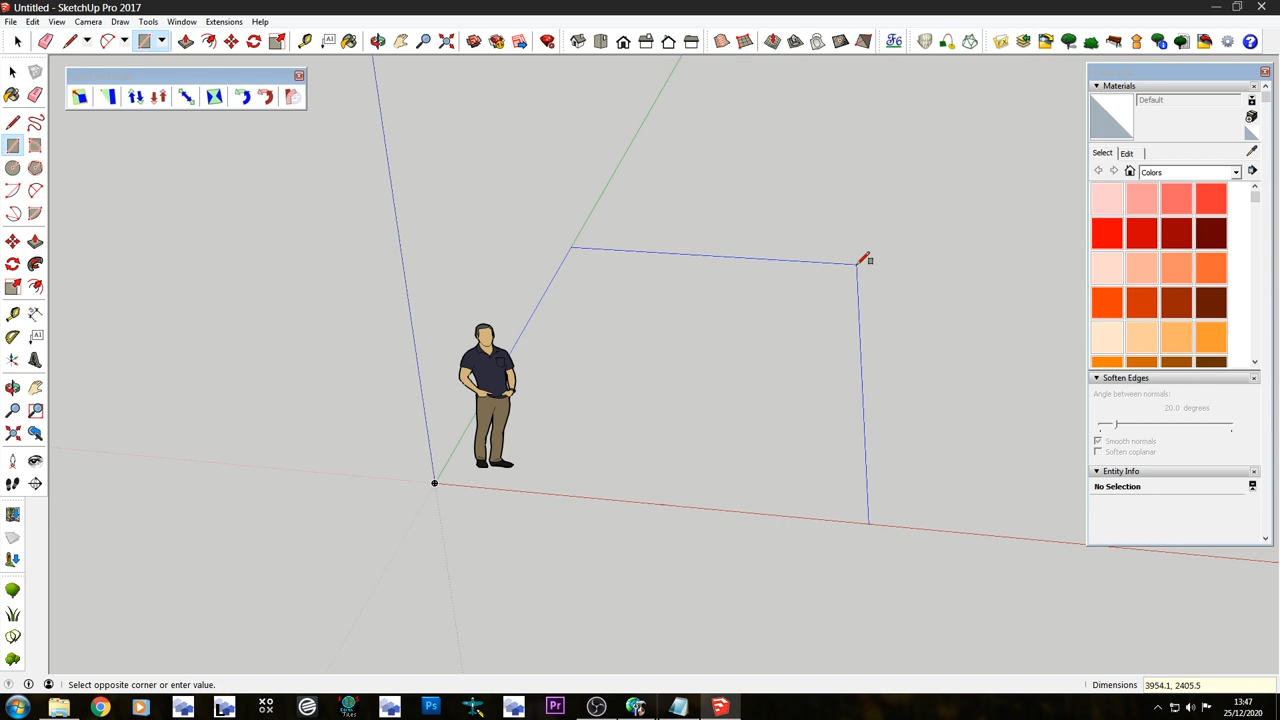 Untitled - SketchUp Pro 2017
File Edit View Camera Draw Tools Window Extensions Help
Materials
Default
Select Edit
Colors
Soften Edges
Angle between normals:
20.0 degrees
Smooth normals
Soften coplanar
Entity Info
No Selection
Select opposite corner or enter value.
Dimensions 3954.1, 2405.5
13:47
25/12/2020